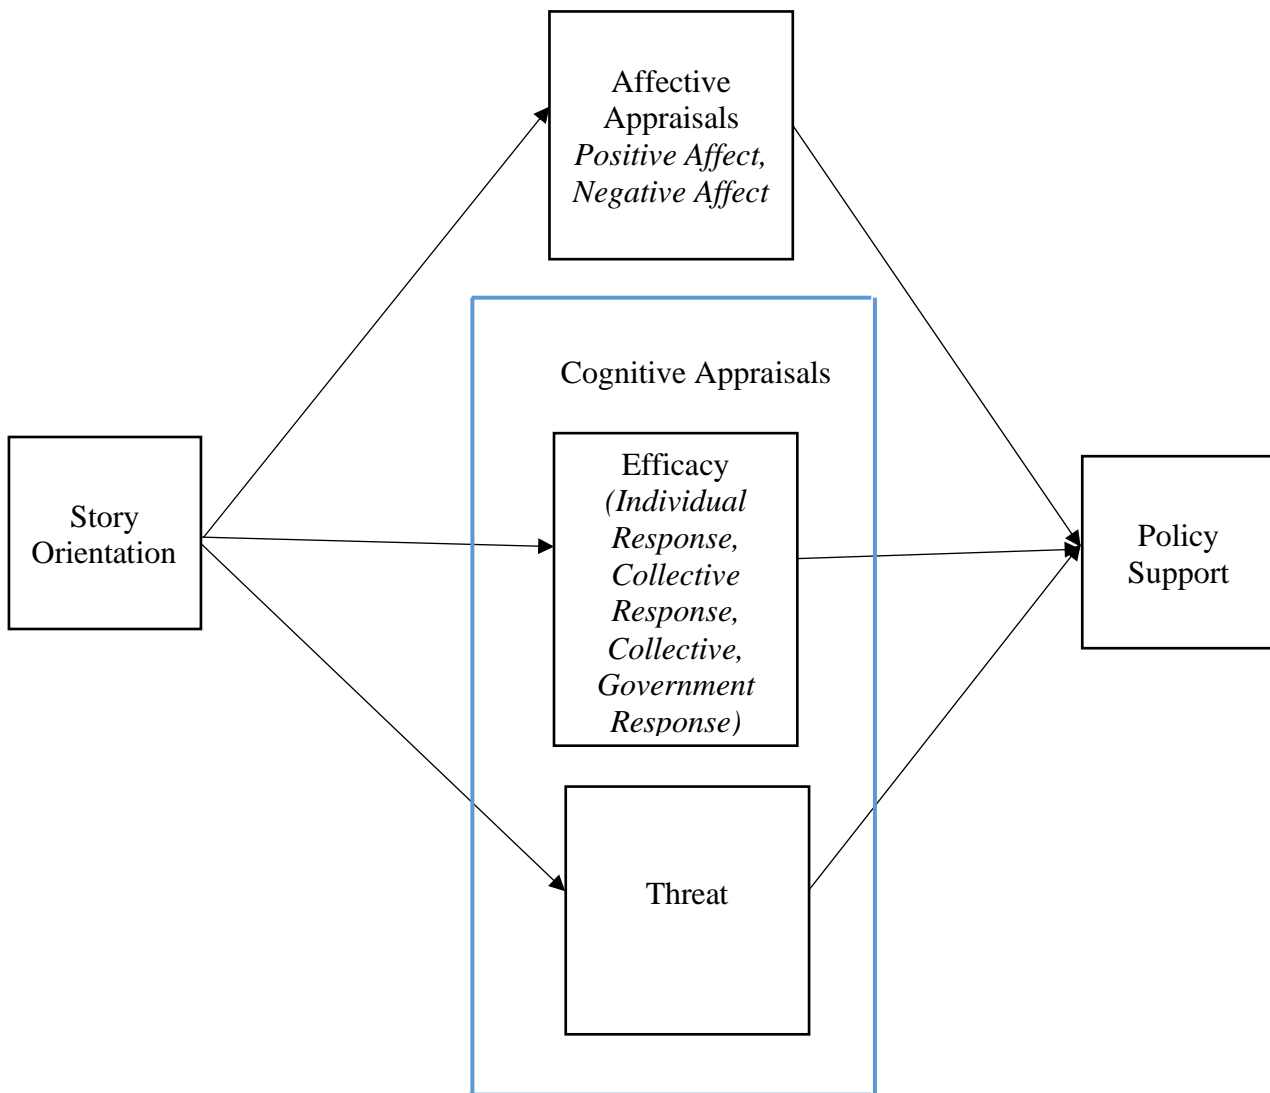 Affective
Appraisals
Positive Affect,
Negative Affect
Cognitive Appraisals
Story
Orientation
Efficacy
(Individual
Response,
Collective
Response,
Collective,
Government
Response)
Policy
Support
Threat